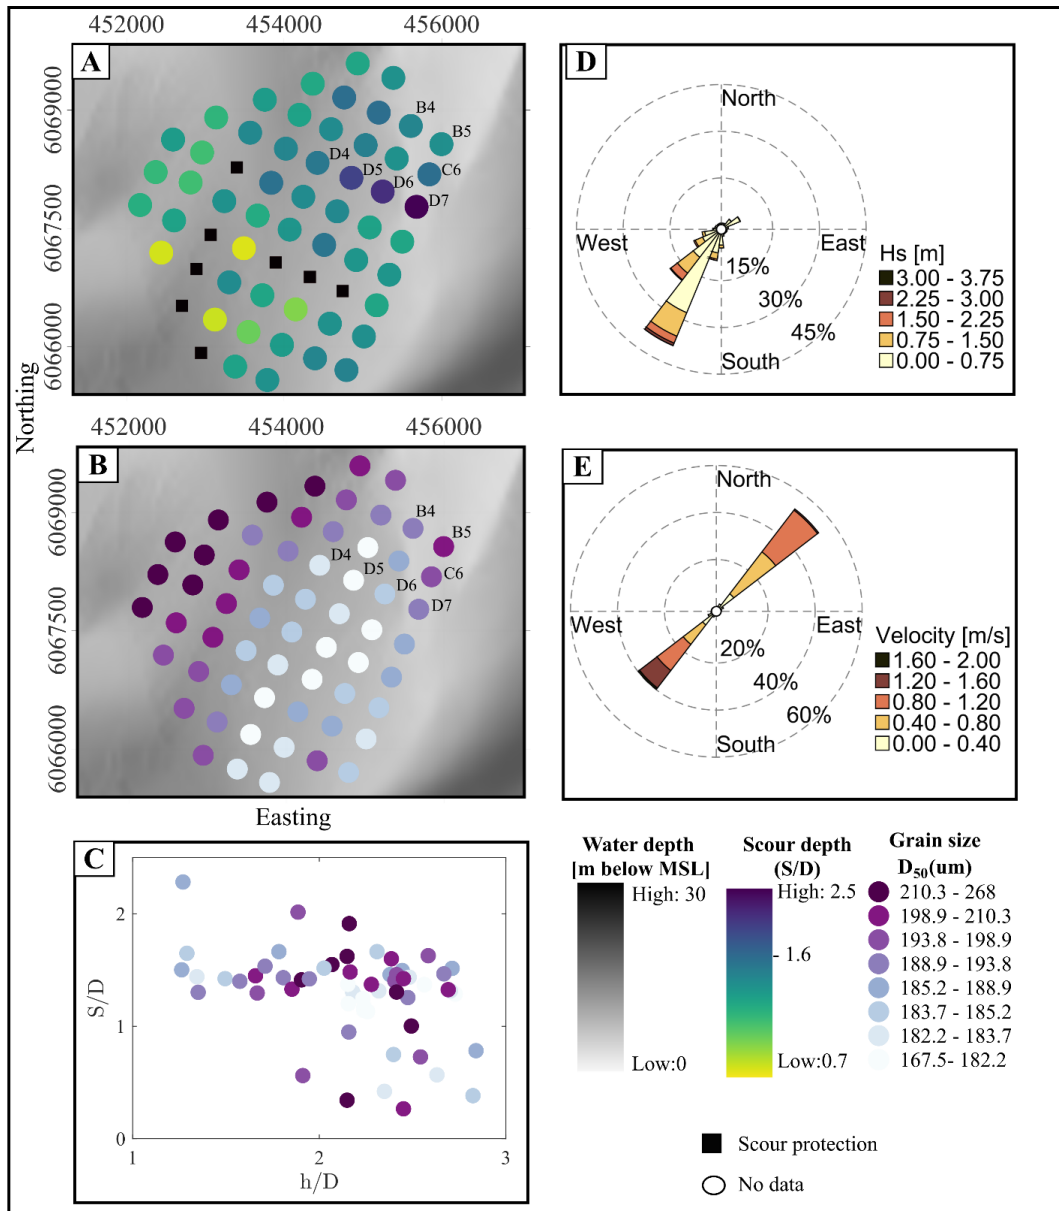 452000 454000 456000
A
6069000
6067500
6066000
B4
B5
D4
D5
C6
D6
D7
Northing
D
North
West
East
South
15%
30%
45%
Hs [m]
3.00 - 3.75
2.25 - 3.00
1.50 - 2.25
0.75 - 1.50
0.00 - 0.75
452000 454000 456000
B
6069000
6067500
6066000
B4
B5
D4
D5
C6
D6
D7
Easting
E
North
West
East
South
20%
40%
60%
Velocity [m/s]
1.60 - 2.00
1.20 - 1.60
0.80 - 1.20
0.40 - 0.80
0.00 - 0.40
C
S/D
2
1
0
1 2 3
h/D
Water depth
[m below MSL]
High: 30
Low:0
Scour depth
(S/D)
High: 2.5
1.6
Low:0.7
Grain size
D50(um)
210.3 - 268
198.9 - 210.3
193.8 - 198.9
188.9 - 193.8
185.2 - 188.9
183.7 - 185.2
182.2 - 183.7
167.5- 182.2
Scour protection
No data